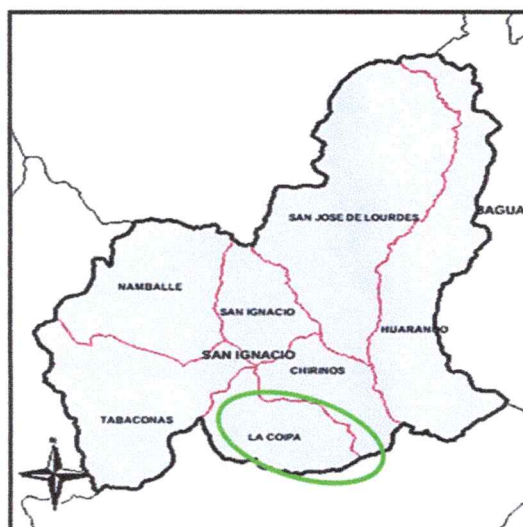 SAN JOSE DE LOURDES
BAGUA
NAMBALLE
SAN IGNACIO
HUARANGO
SAN IGNACIO
CHIRINOS
TABACONAS
LA COIPA
N